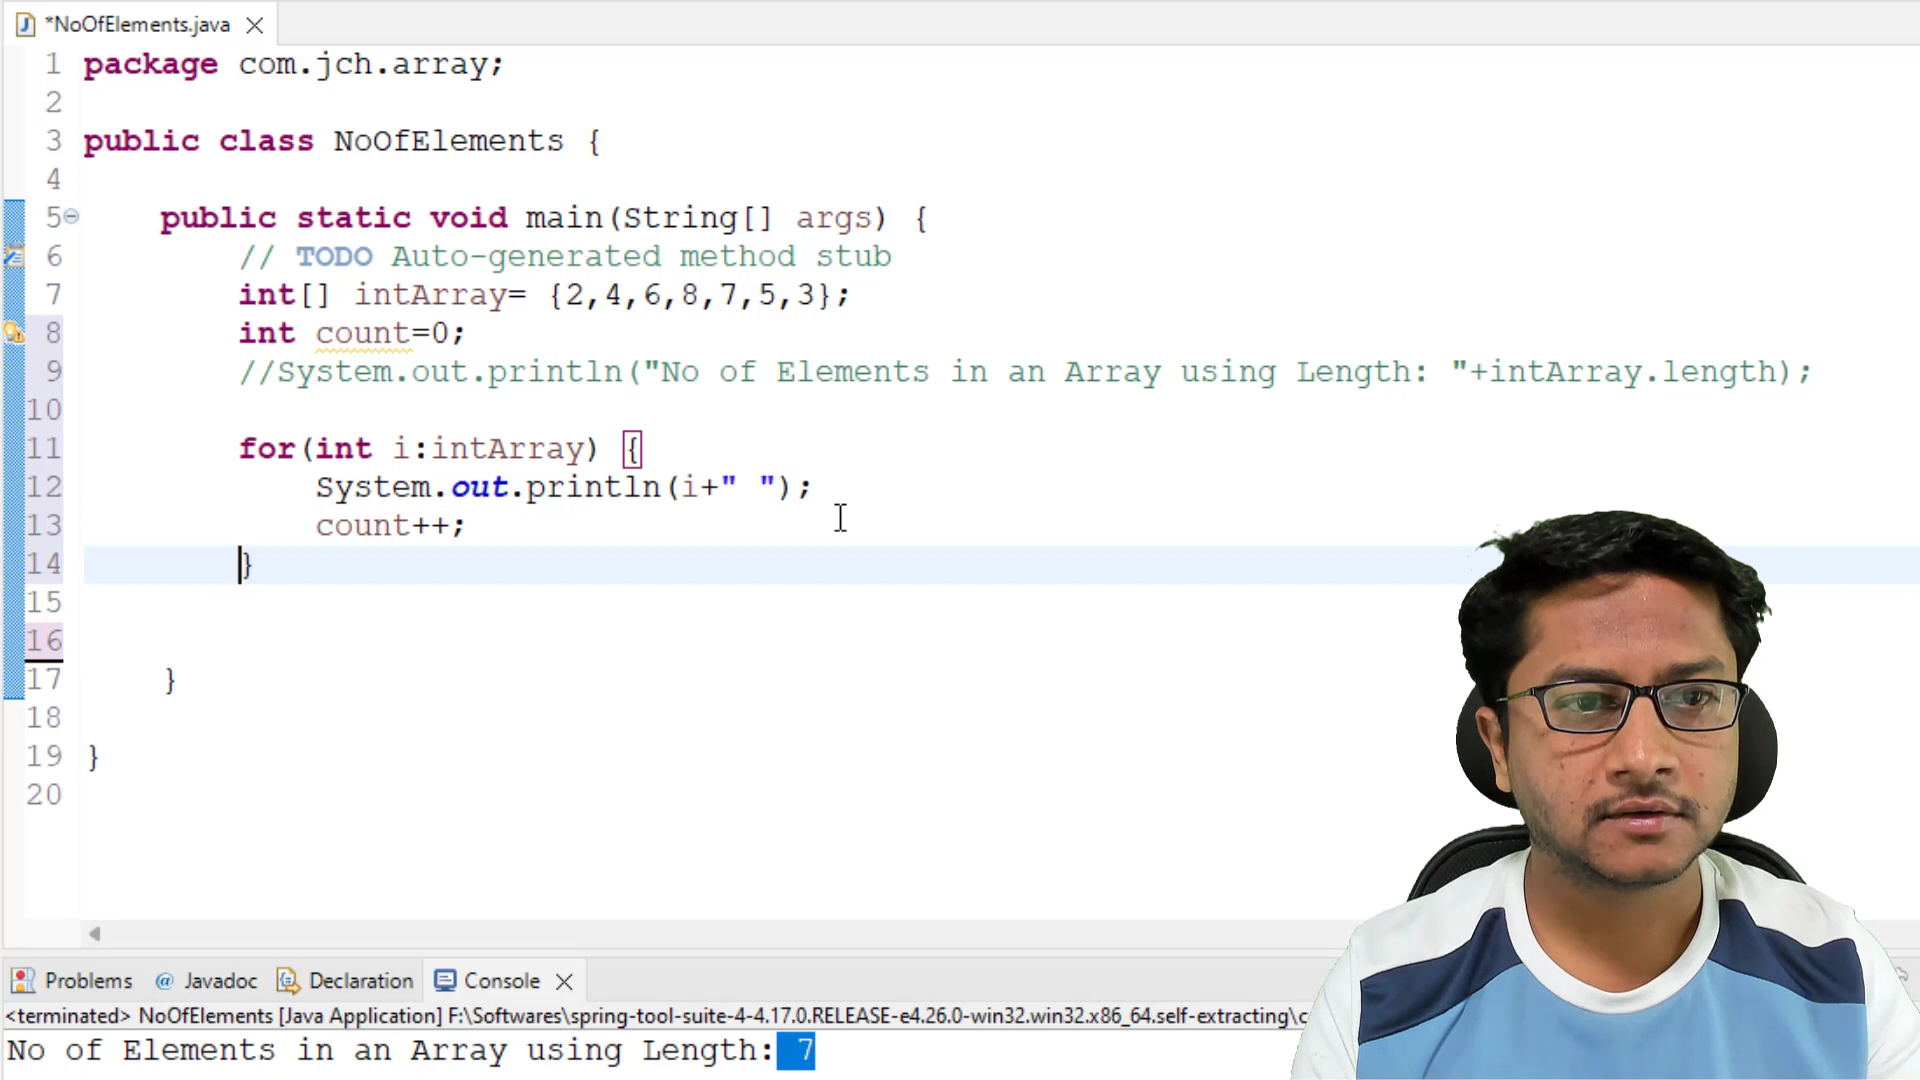 *NoOfElements.java
1 package com.jch.array;
2
3 public class NoOfElements {
4
5 public static void main(String[] args) {
6 // TODO Auto-generated method stub
7 int[] intArray= {2,4,6,8,7,5,3};
8 int count=0;
9 //System.out.println("No of Elements in an Array using Length: "+intArray.length);
10
11 for(int i:intArray) {
12 System.out.println(i+" ");
13 count++;
14 }
15
16
17 }
18
19 }
20
Problems @ Javadoc Declaration Console
<terminated> NoOfElements [Java Application] F:\Softwares\spring-tool-suite-4-4.17.0.RELEASE-e4.26.0-win32.win32.x86_64.self-extracting\c
No of Elements in an Array using Length: 7